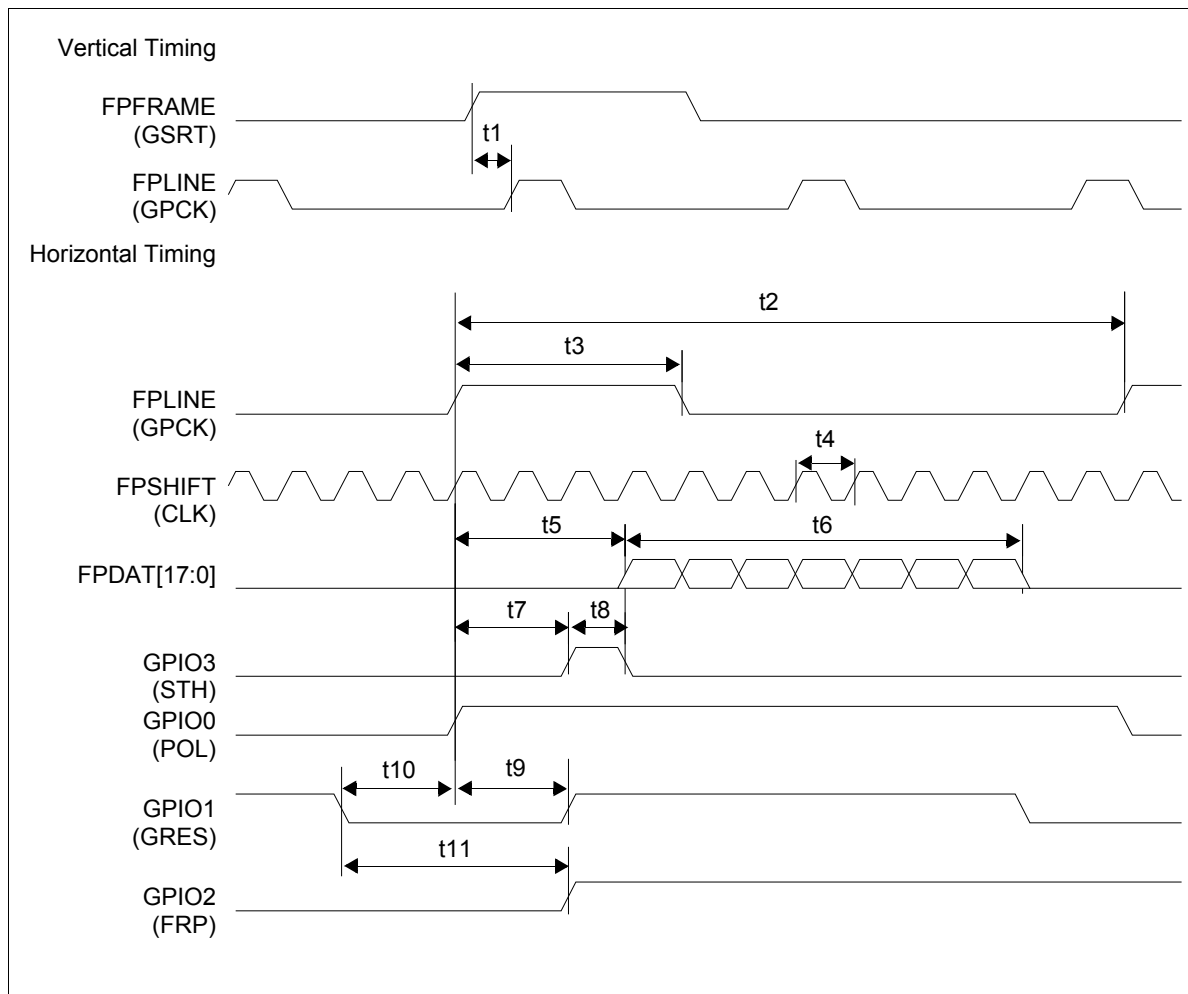 Vertical Timing
FPFRAME
(GSRT)
t1
FPLINE
(GPCK)
Horizontal Timing
t2
t3
FPLINE
(GPCK)
t4
FPSHIFT
(CLK)
t5
t6
FPDAT[17:0]
t7
t8
GPIO3
(STH)
GPIO0
(POL)
t10
t9
GPIO1
(GRES)
t11
GPIO2
(FRP)